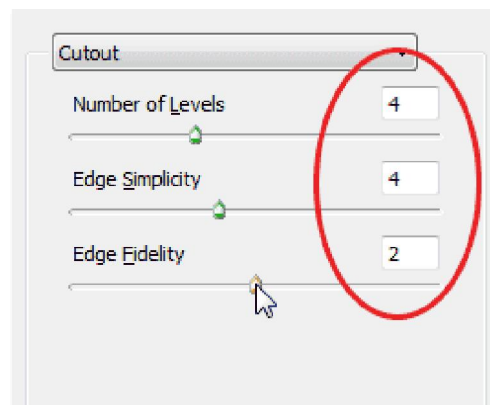 Cutout
Number of Levels 4
Edge Simplicity 4
Edge Fidelity 2